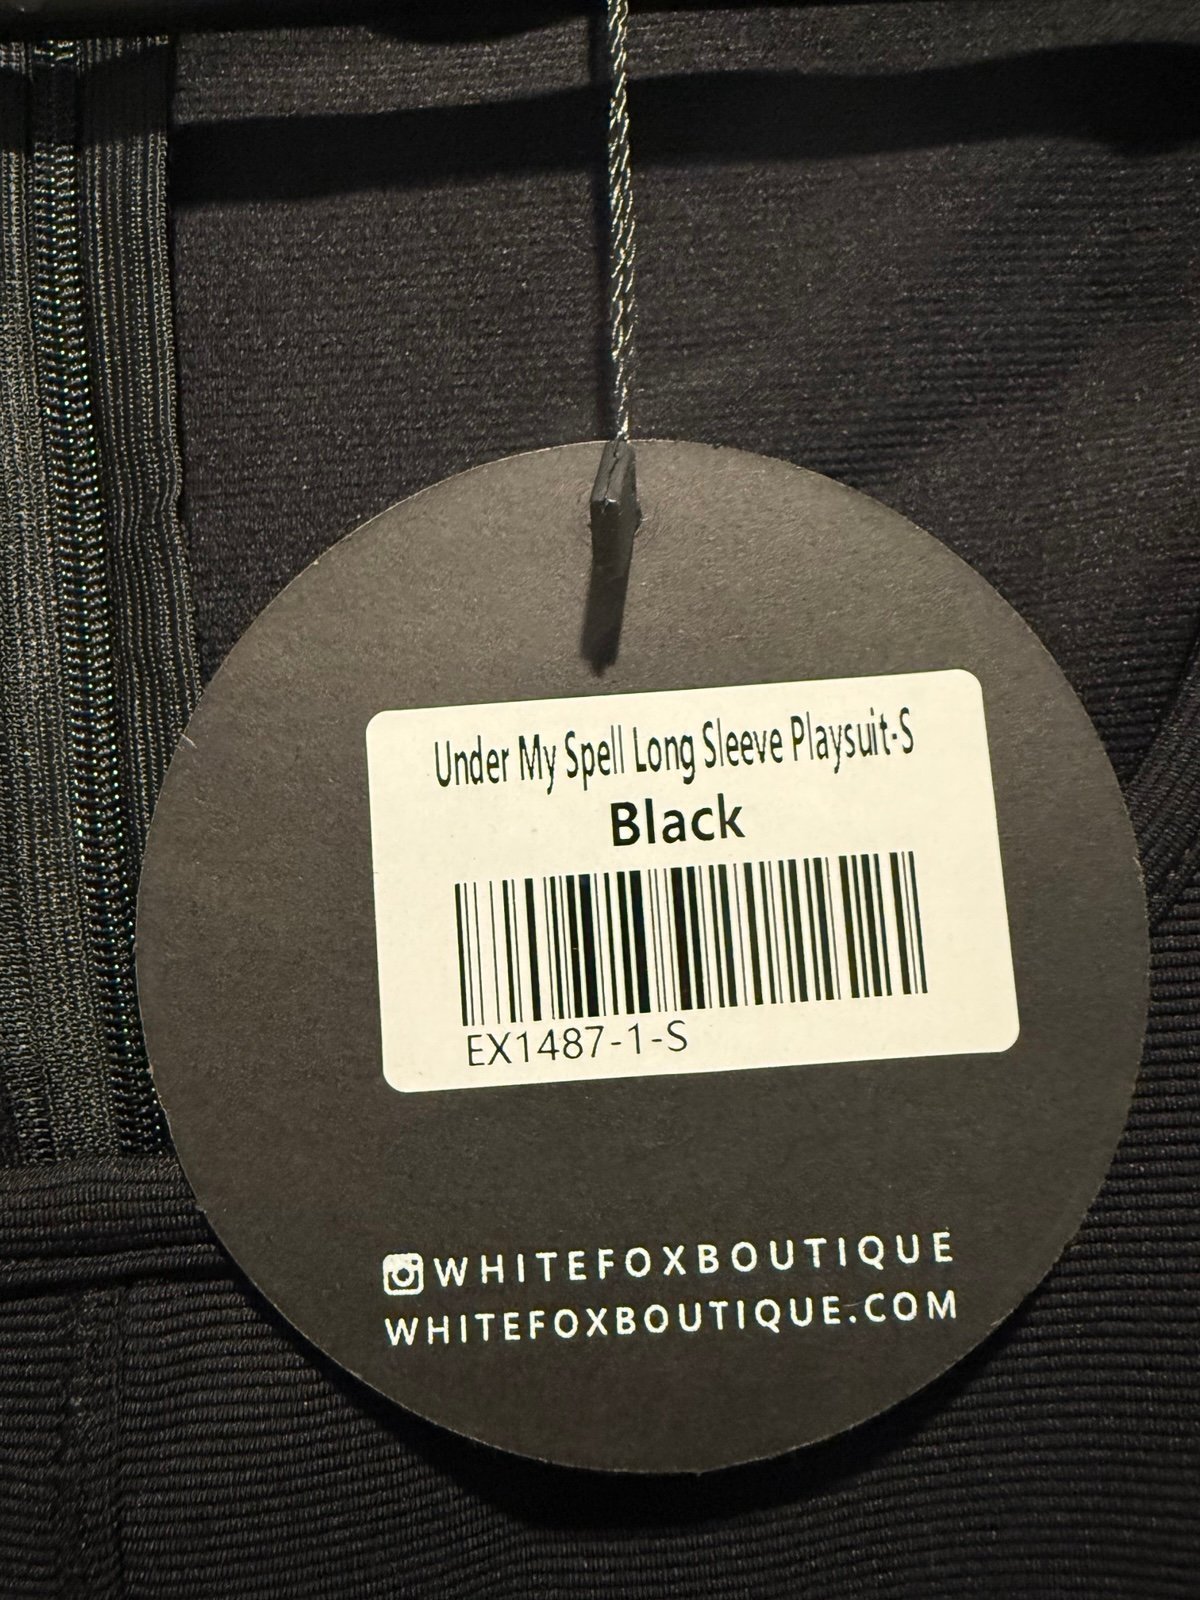 Under My Spell Long Sleeve Playsuit-S
Black
EX1487-1-S
WHITEFOXBOUTIQUE
WHITEFOXBOUTIQUE.COM